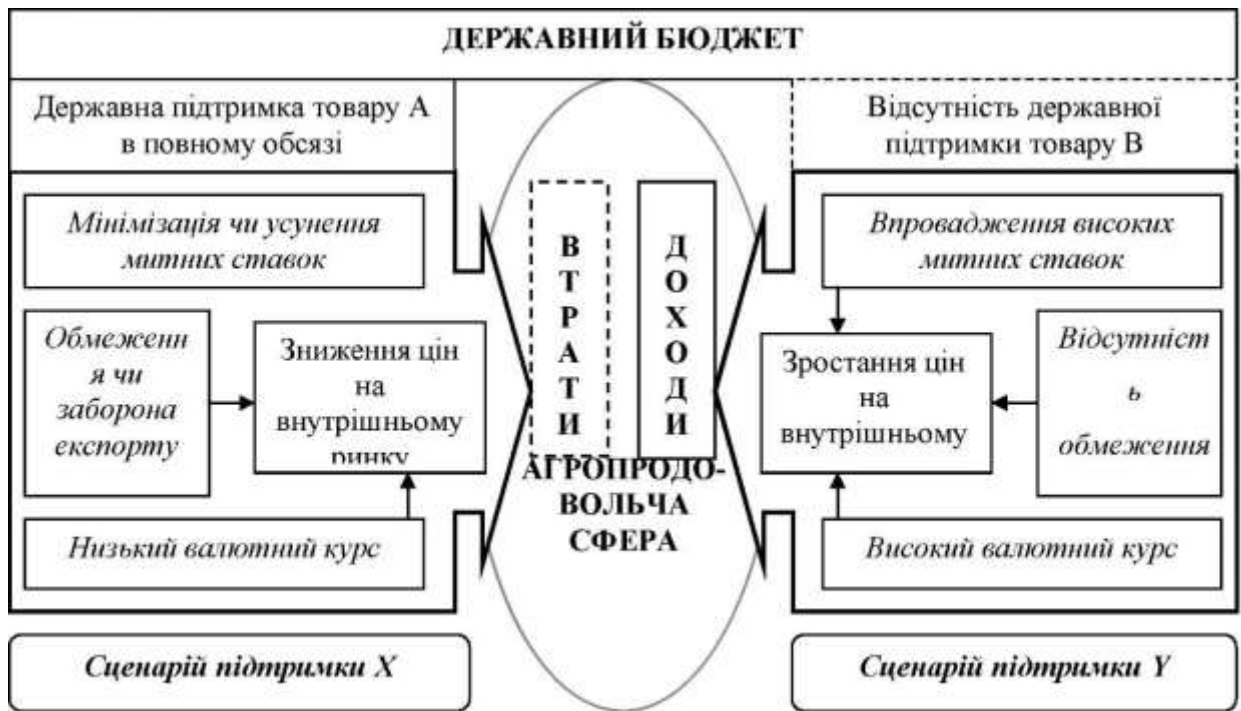 ДЕРЖАВНИЙ БЮДЖЕТ
Державна підтримка товару А
в повному обсязі
Мінімізація чи усунення
митних ставок
Обмеженн
я чи
заборона
експорту
Зниження цін
на
внутрішньому
ринку
Низький валютний курс
Сценарій підтримки X
ВТРАТИ
ДОХОДИ
АГРОПРОДО-
ВОЛЬЧА
СФЕРА
Відсутність державної
підтримки товару В
Впровадження високих
митних ставок
Зростання цін
на
внутрішньому
Відсутніст
ь
обмеження
Високий валютний курс
Сценарій підтримки Y